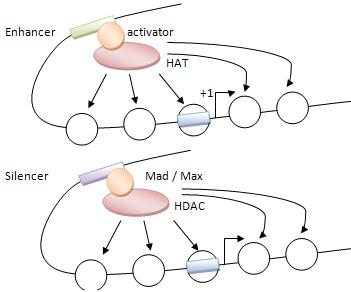 Enhancer activator
HAT
+1
Silencer Mad / Max
HDAC